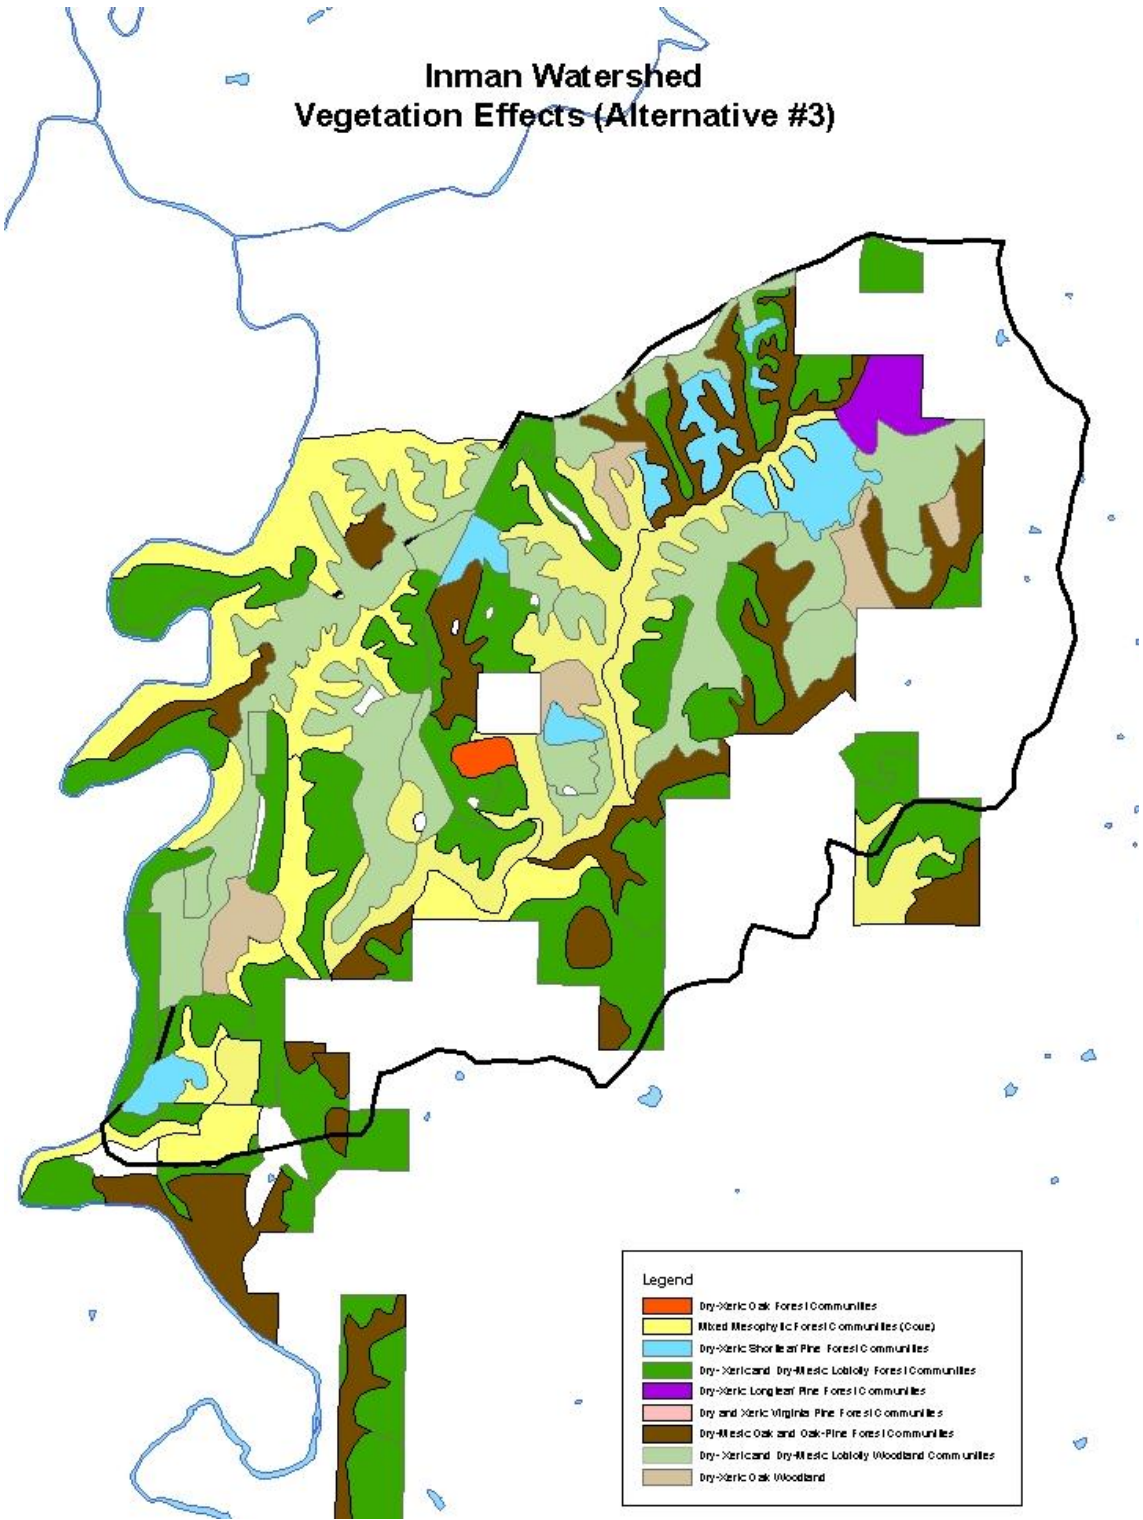 Inman Watershed
Vegetation Effects (Alternative #3)
Legend
Dry-Xeric Oak Forest Communities
Mixed Mesophytic Forest Communities (Cove)
Dry-Xeric Shortleaf Pine Forest Communities
Dry- Xeric and Dry-Mesic Loblolly Forest Communities
Dry-Xeric Longleaf Pine Forest Communities
Dry and Xeric Virginia Pine Forest Communities
Dry-Mesic Oak and Oak-Pine Forest Communities
Dry- Xeric and Dry-Mesic Loblolly Woodland Communities
Dry-Xeric Oak Woodland